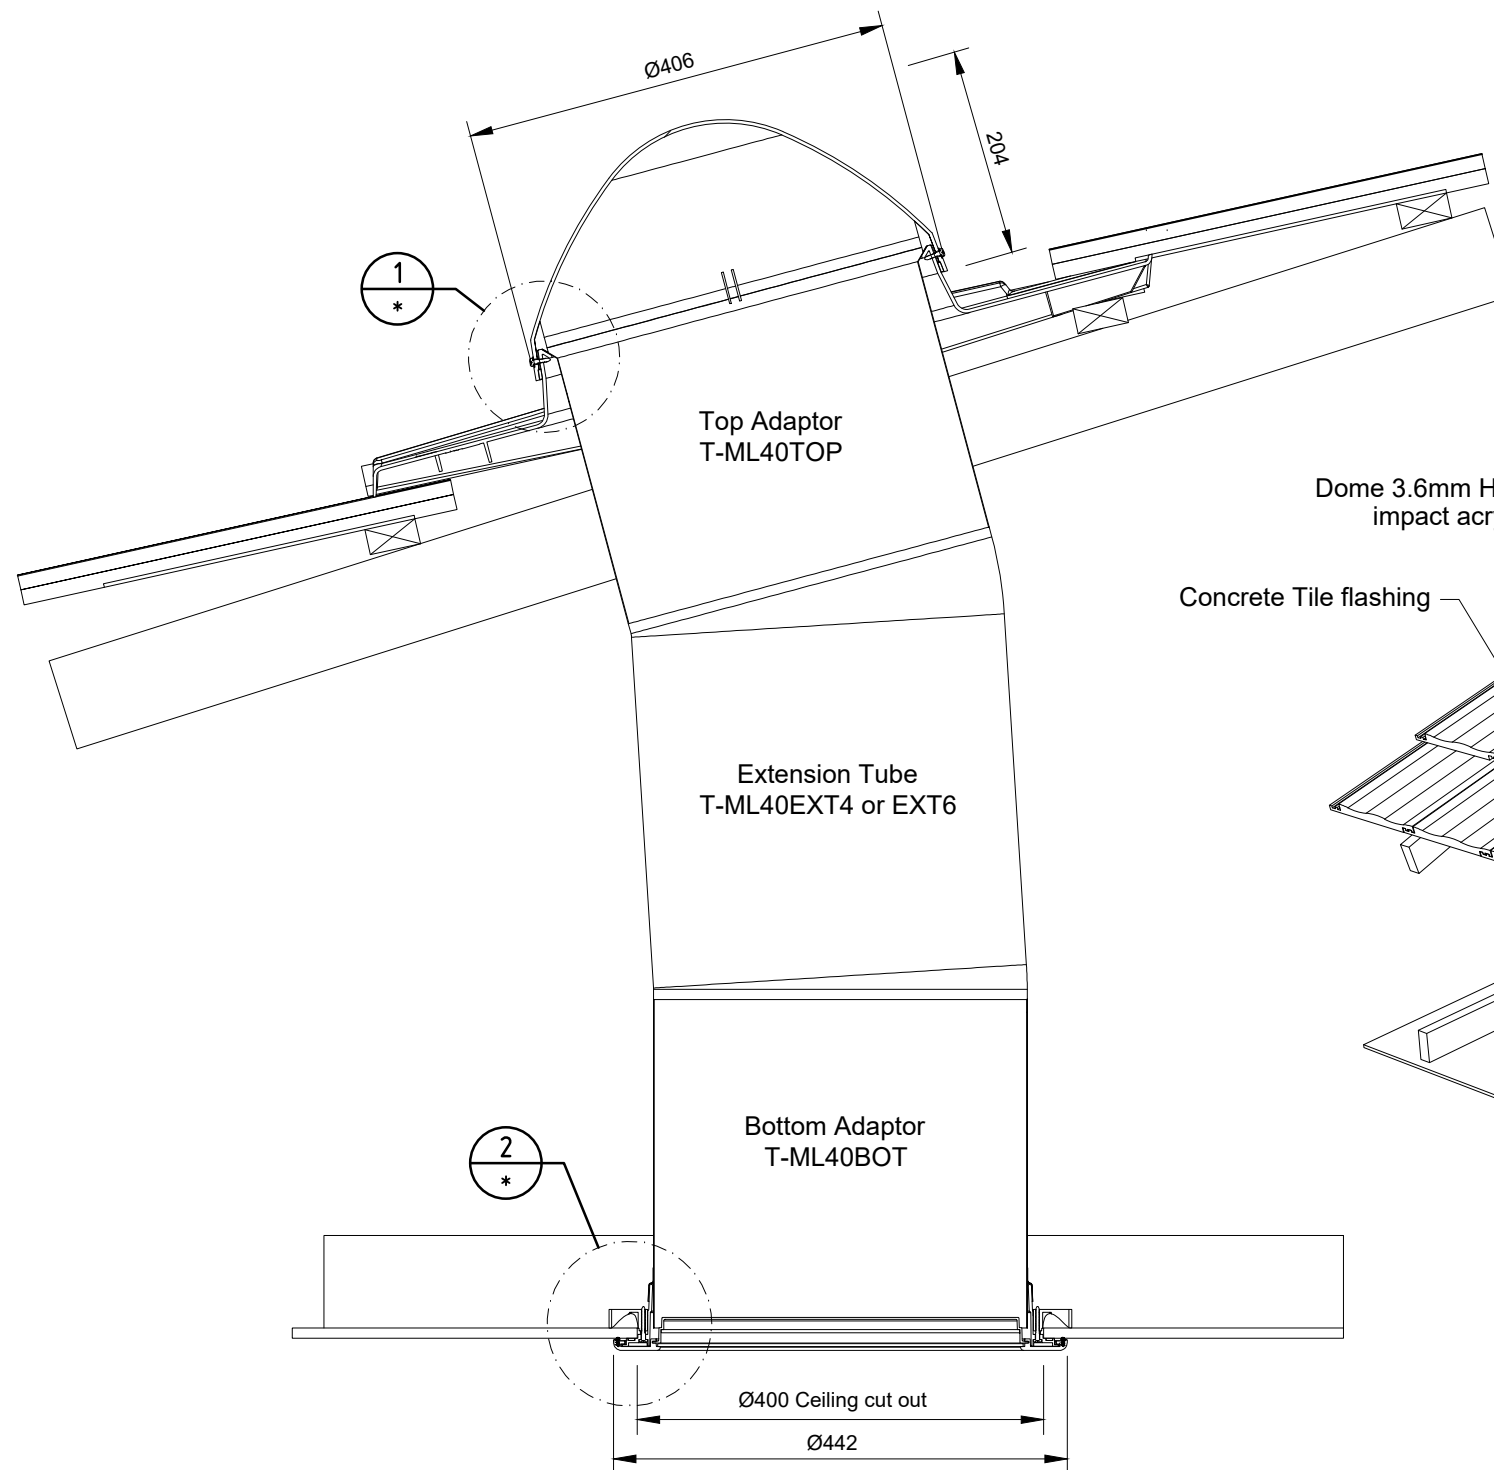 Ø406
204
1
*
Top Adaptor
T-ML40TOP
Dome 3.6mm H
impact acr
Concrete Tile flashing
Extension Tube
T-ML40EXT4 or EXT6
Bottom Adaptor
T-ML40BOT
2
*
Ø400 Ceiling cut out
Ø442